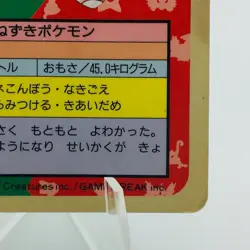 ねずきポケモン
トル おもさ/45.0キログラム
スこんぼう・なきごえ
らみつける・きあいだめ
さく もともと よわかった。
ようになり せいかくが きょ
Creatures inc. / GAME FREAK inc.